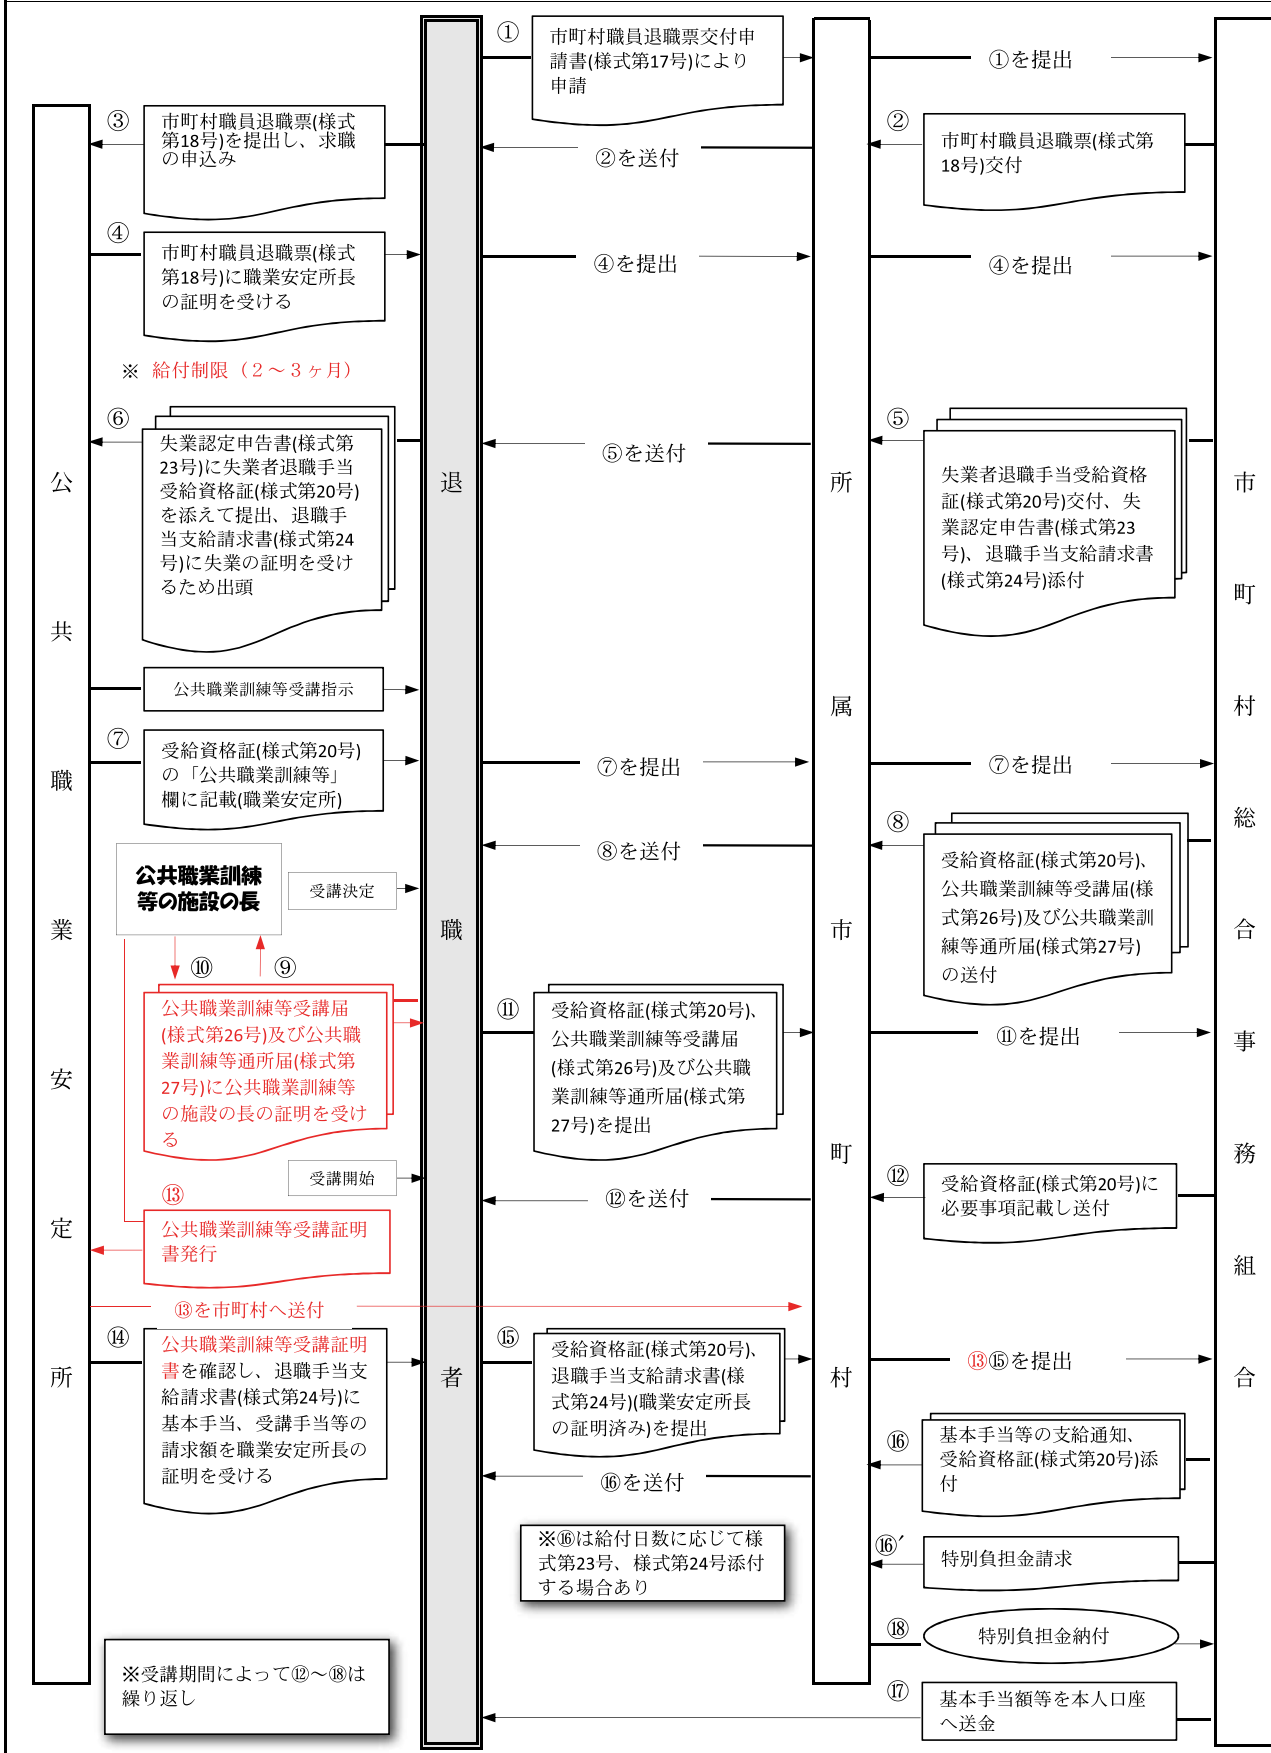 ①
市町村職員退職票交付申
請書(様式第17号)により
申請
①を提出
③
市町村職員退職票(様式
第18号)を提出し、求職
の申込み
②を送付
②
市町村職員退職票(様式第
18号)交付
④
市町村職員退職票(様式
第18号)に職業安定所長
の証明を受ける
④を提出
④を提出
※ 給付制限（２～３ヶ月）
⑥
失業認定申告書(様式第
23号)に失業者退職手当
受給資格証(様式第20号)
を添えて提出、退職手
当支給請求書(様式第24
号)に失業の証明を受け
るため出頭
⑤を送付
⑤
失業者退職手当受給資格
証(様式第20号)交付、失
業認定申告書(様式第23
号)、退職手当支給請求書
(様式第24号)添付
公共職業安定所
退職者
所属市町村
市町村総合事務組合
公共職業訓練等受講指示
⑦
受給資格証(様式第20号)
の「公共職業訓練等」
欄に記載(職業安定所)
⑦を提出
⑦を提出
公共職業訓練
等の施設の長
受講決定
⑧を送付
⑧
受給資格証(様式第20号)、
公共職業訓練等受講届(様
式第26号)及び公共職業訓
練等通所届(様式第27号)
の送付
⑩
⑨
公共職業訓練等受講届
(様式第26号)及び公共職
業訓練等通所届(様式第
27号)に公共職業訓練等
の施設の長の証明を受け
る
⑪
受給資格証(様式第20号)、
公共職業訓練等受講届
(様式第26号)及び公共職
業訓練等通所届(様式第
27号)を提出
⑪を提出
受講開始
⑫を送付
⑫
受給資格証(様式第20号)に
必要事項記載し送付
⑬
公共職業訓練等受講証明
書発行
⑬を市町村へ送付
⑭
公共職業訓練等受講証明
書を確認し、退職手当支
給請求書(様式第24号)に
基本手当、受講手当等の
請求額を職業安定所長の
証明を受ける
⑮
受給資格証(様式第20号)、
退職手当支給請求書(様
式第24号)(職業安定所長
の証明済み)を提出
⑬⑮を提出
⑯を送付
⑯
基本手当等の支給通知、
受給資格証(様式第20号)添
付
※⑯は給付日数に応じて様
式第23号、様式第24号添付
する場合あり
⑯′
特別負担金請求
⑱
特別負担金納付
※受講期間によって⑫～⑱は
繰り返し
⑰
基本手当額等を本人口座
へ送金